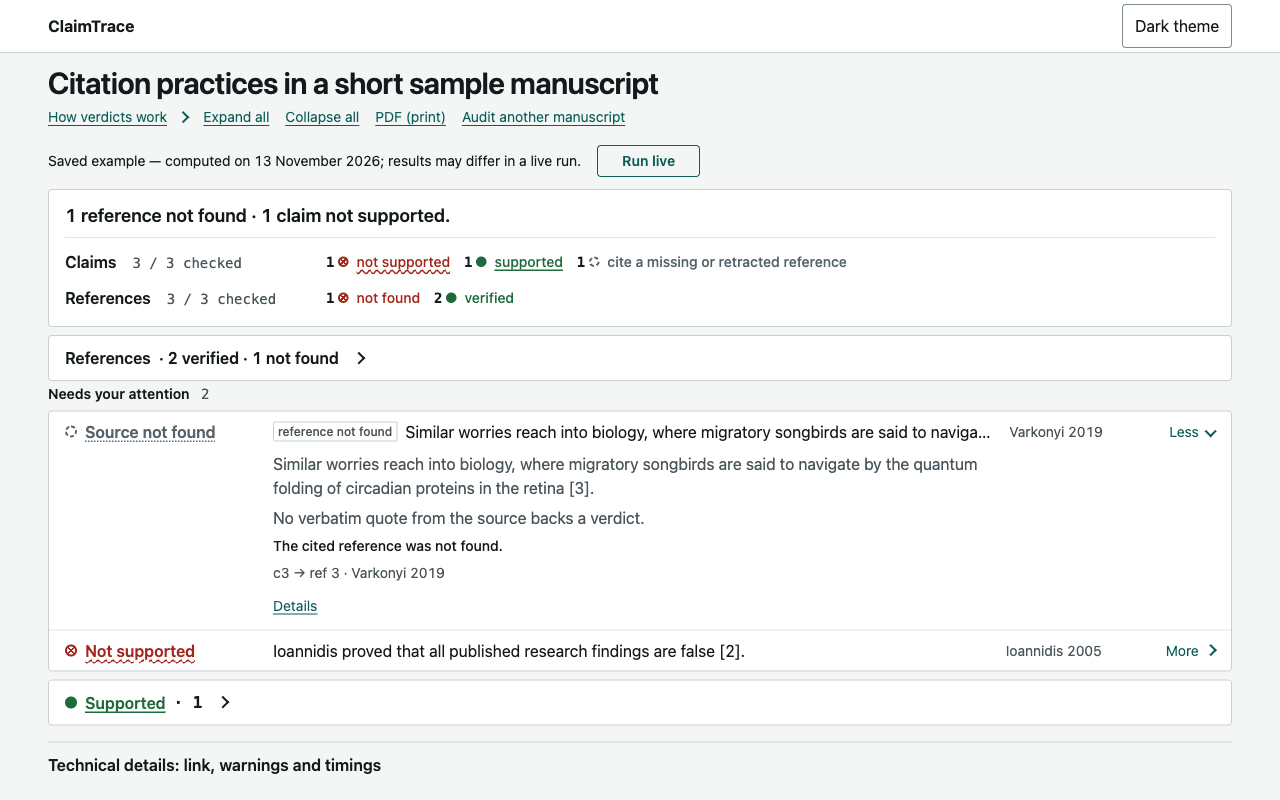 ClaimTrace
Dark theme
Citation practices in a short sample manuscript
How verdicts work Expand all Collapse all PDF (print) Audit another manuscript
Saved example — computed on 13 November 2026; results may differ in a live run. Run live
1 reference not found · 1 claim not supported.
Claims 3 / 3 checked 1 not supported 1 supported 1 cite a missing or retracted reference
References 3 / 3 checked 1 not found 2 verified
References · 2 verified · 1 not found
Needs your attention 2
Source not found reference not found Similar worries reach into biology, where migratory songbirds are said to naviga... Varkonyi 2019 Less
Similar worries reach into biology, where migratory songbirds are said to navigate by the quantum
folding of circadian proteins in the retina [3].
No verbatim quote from the source backs a verdict.
The cited reference was not found.
c3 → ref 3 · Varkonyi 2019
Details
Not supported Ioannidis proved that all published research findings are false [2]. Ioannidis 2005 More
Supported · 1
Technical details: link, warnings and timings